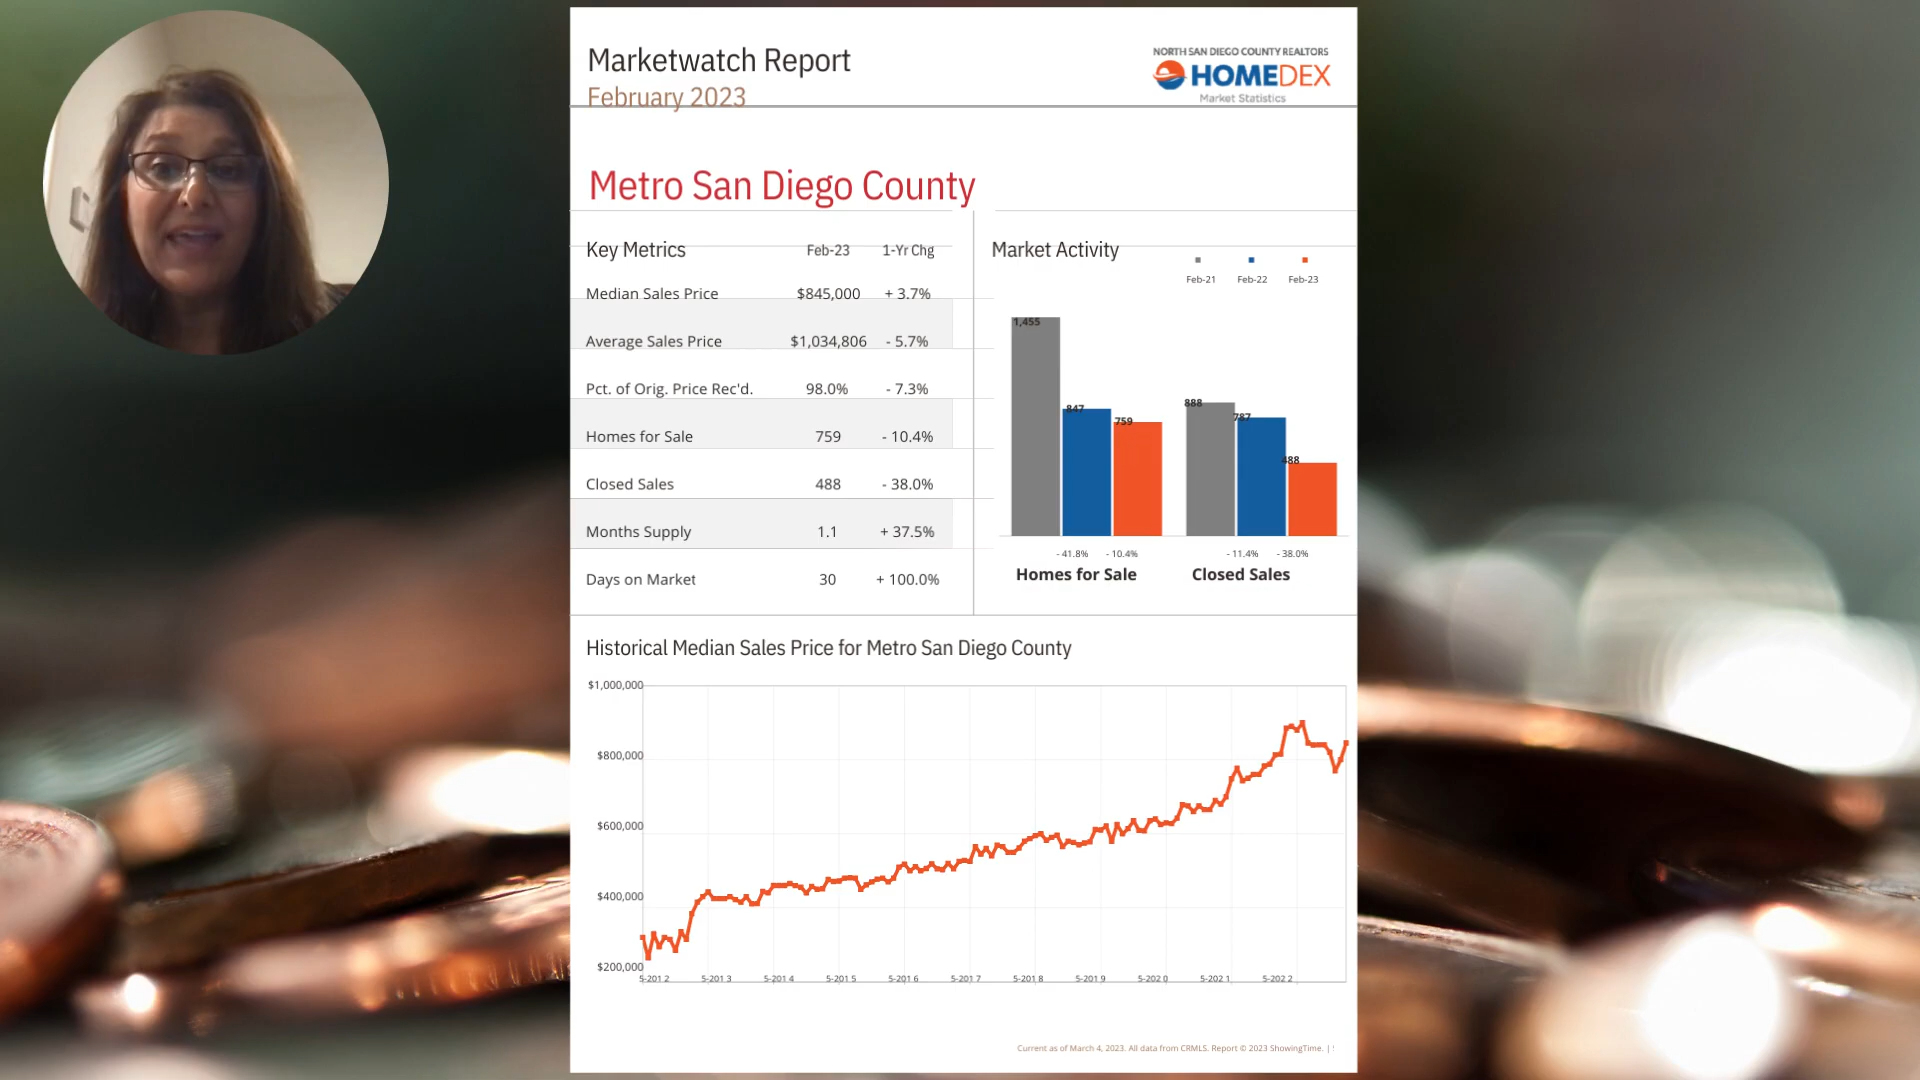 Marketwatch Report
February 2023
NORTH SAN DIEGO COUNTY REALTORS
HOMEDEX
Market Statistics
Metro San Diego County
Key Metrics Feb-23 1-Yr Chg
Median Sales Price $845,000 + 3.7%
Average Sales Price $1,034,806 - 5.7%
Pct. of Orig. Price Rec'd. 98.0% - 7.3%
Homes for Sale 759 - 10.4%
Closed Sales 488 - 38.0%
Months Supply 1.1 + 37.5%
Days on Market 30 + 100.0%
Market Activity
Feb-21 Feb-22 Feb-23
1,455
847
759
888
787
488
- 41.8% - 10.4% - 11.4% - 38.0%
Homes for Sale Closed Sales
Historical Median Sales Price for Metro San Diego County
$1,000,000
$800,000
$600,000
$400,000
$200,000
5-2012 5-2013 5-2014 5-2015 5-2016 5-2017 5-2018 5-2019 5-2020 5-2021 5-2022
Current as of March 4, 2023. All data from CRMLS. Report © 2023 ShowingTime. |